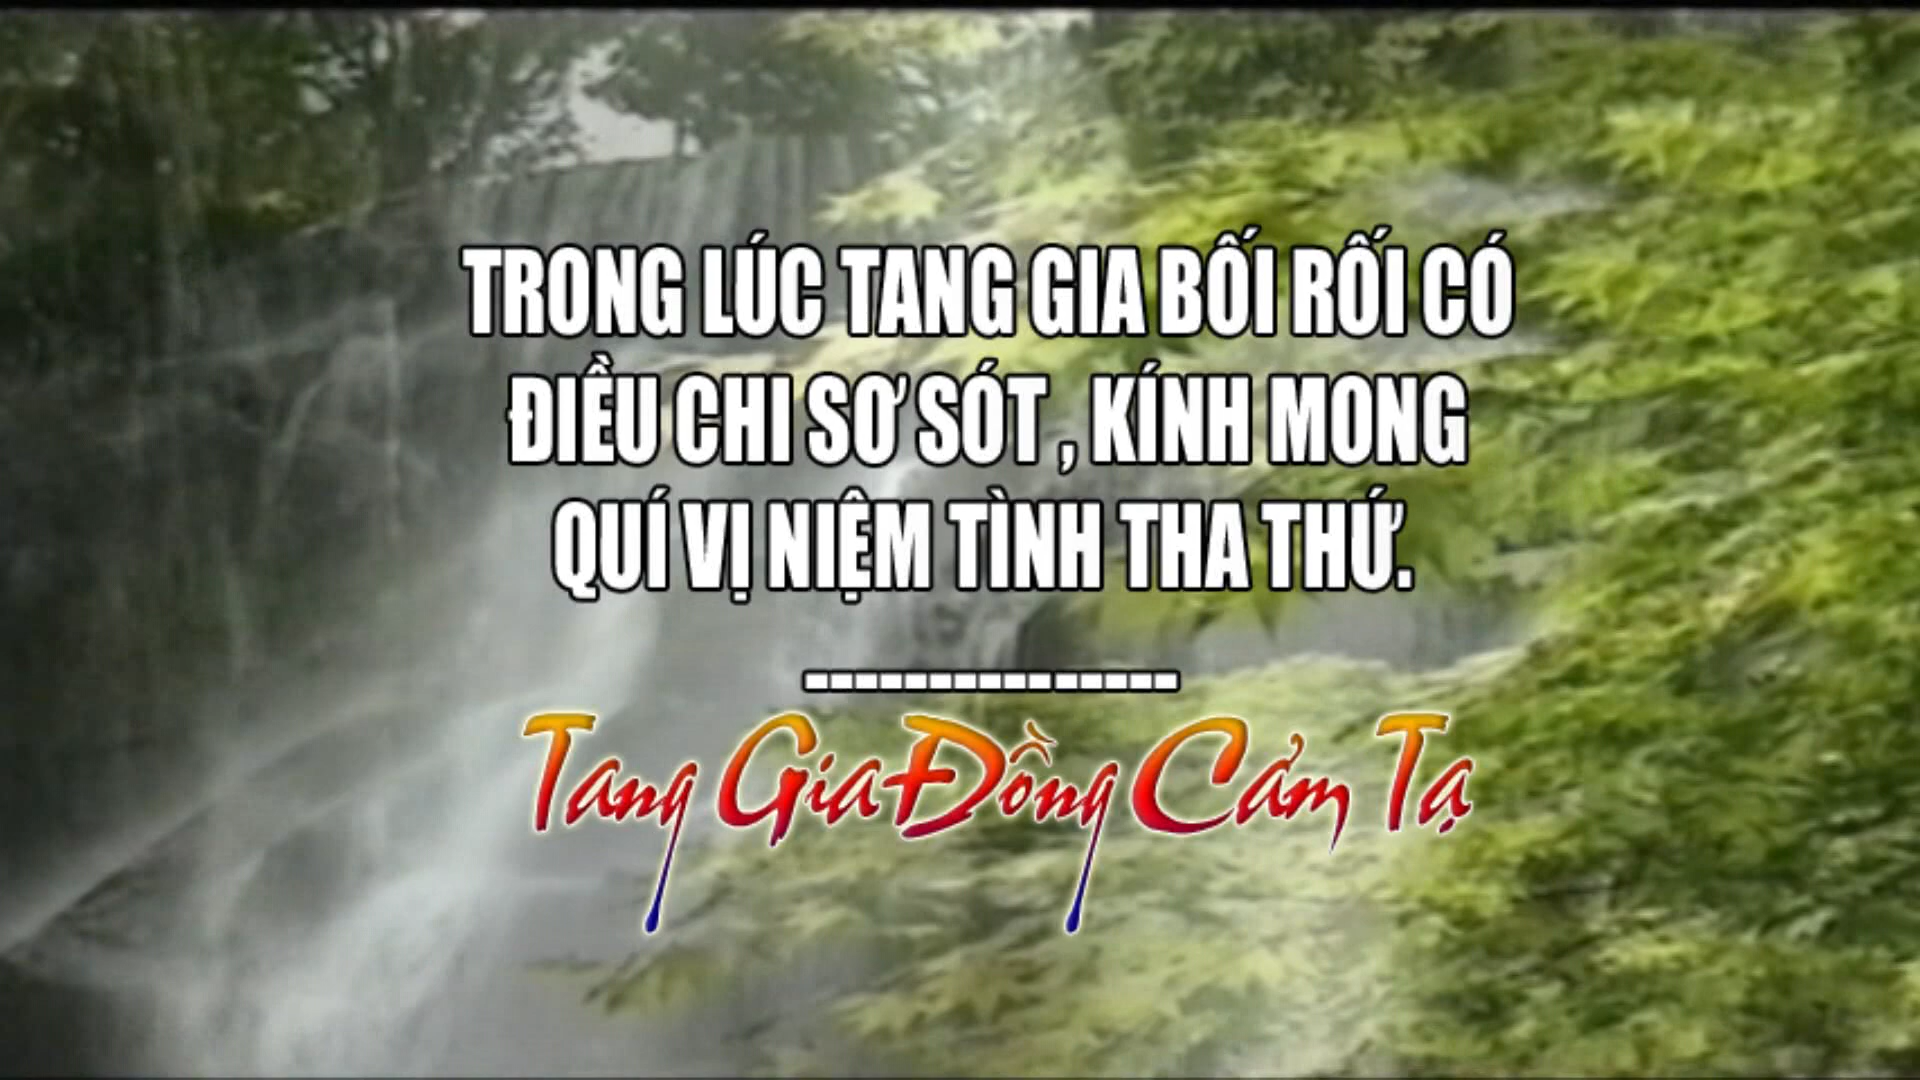 TRONG LÚC TANG GIA BỐI RỐI CÓ
ĐIỀU CHI SƠ SÓT , KÍNH MONG
QUÍ VỊ NIỆM TÌNH THA THỨ.
---------------
Tang Gia Đồng Cảm Tạ